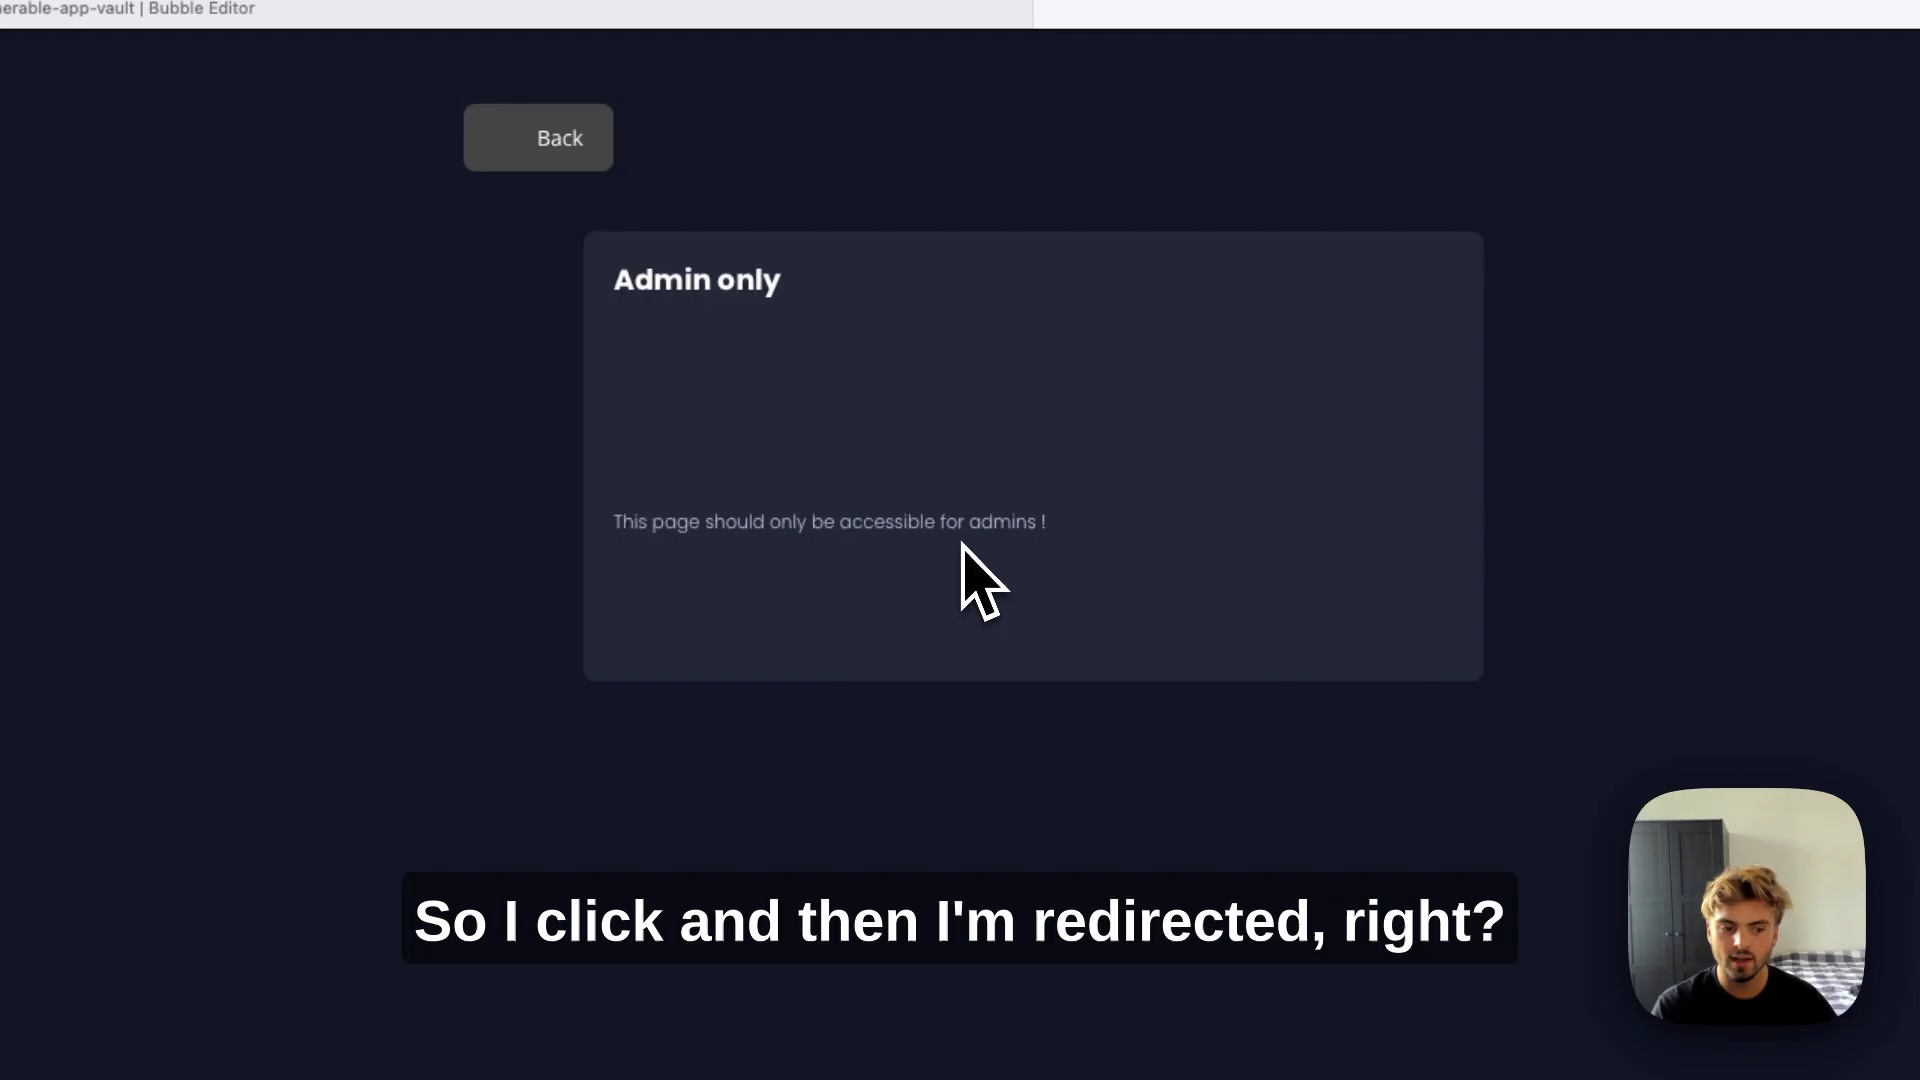 erable-app-vault | Bubble Editor
Back
Admin only
This page should only be accessible for admins !
So I click and then I'm redirected, right?